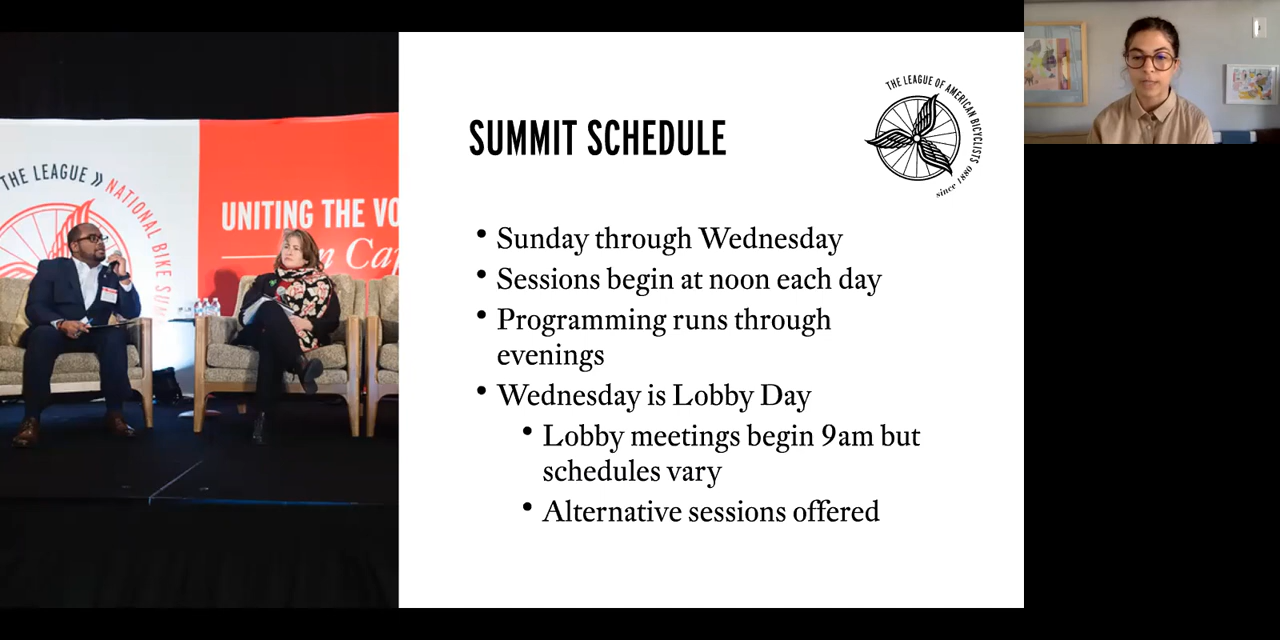 THE LEAGUE » NATIONAL BIKE SUM
UNITING THE VO
n Cap
SUMMIT SCHEDULE
THE LEAGUE OF AMERICAN BICYCLISTS
since 1880
• Sunday through Wednesday
• Sessions begin at noon each day
• Programming runs through
evenings
• Wednesday is Lobby Day
• Lobby meetings begin 9am but
schedules vary
• Alternative sessions offered